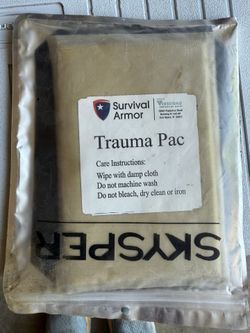 Survival
Armor
Trauma Pac
Care Instructions:
Wipe with damp cloth
Do not machine wash
Do not bleach, dry clean or iron
SKYSPER